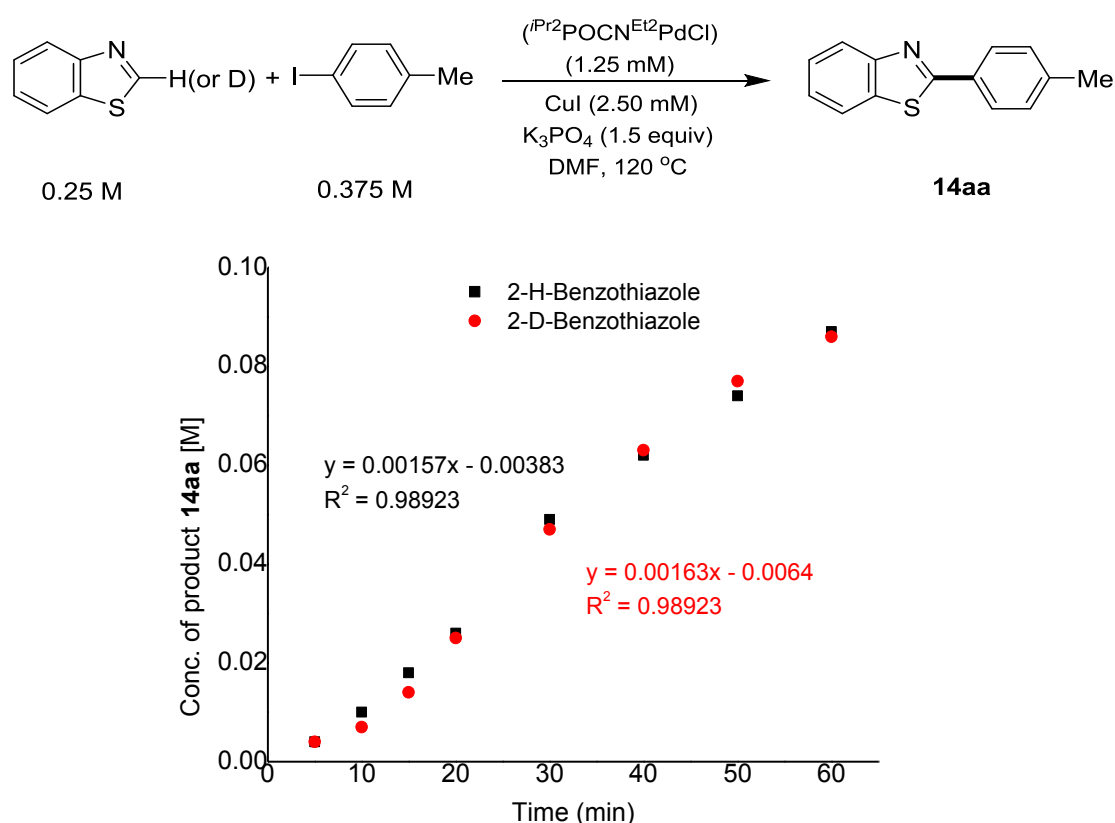 N
S
H(or D) + I
Me
(ⁱᴾʳ²POCNᴱᵗ²PdCl)
(1.25 mM)
CuI (2.50 mM)
K₃PO₄ (1.5 equiv)
DMF, 120 °C
N
S
Me
0.25 M
0.375 M
14aa
0.10
0.08
0.06
0.04
0.02
0.00
Conc. of product 14aa [M]
2-H-Benzothiazole
2-D-Benzothiazole
y = 0.00157x - 0.00383
R² = 0.98923
y = 0.00163x - 0.0064
R² = 0.98923
0 10 20 30 40 50 60
Time (min)